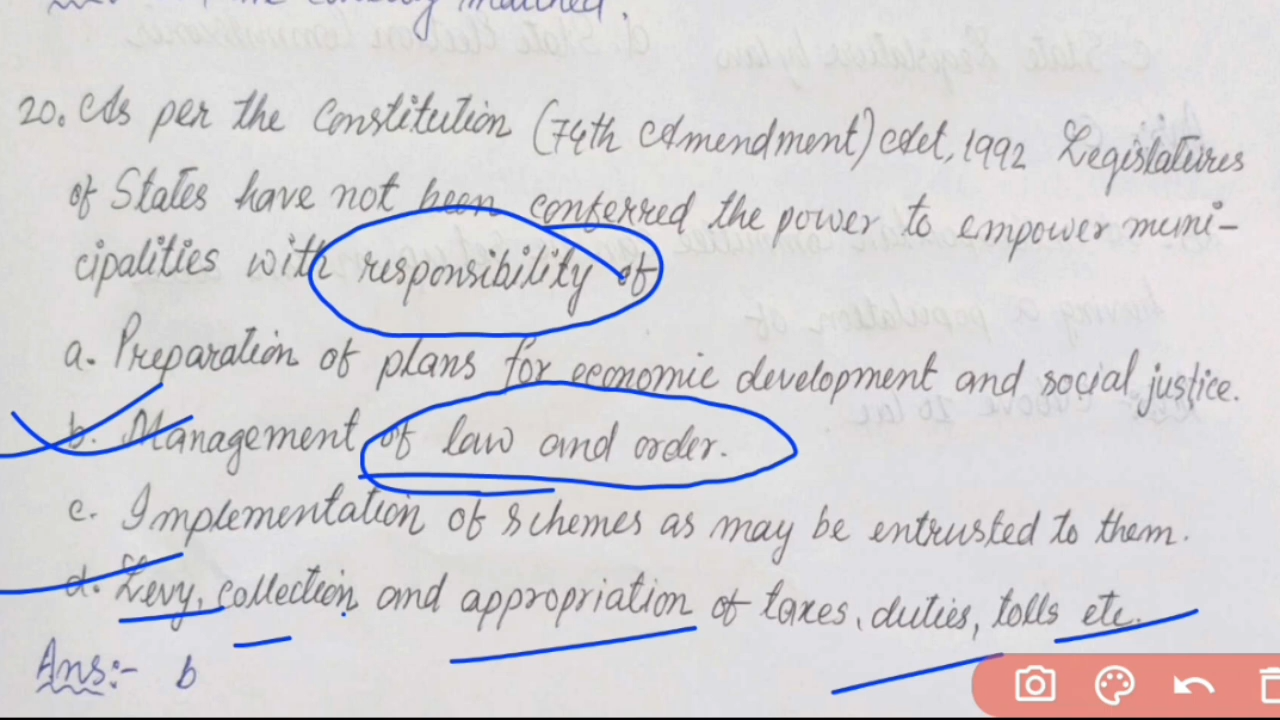 the contrary matched.
20. As per the Constitution (74th Amendment) Act, 1992 Legislatures
of States have not been conferred the power to empower muni-
cipalities with responsibility of
a. Preparation of plans for economic development and social justice.
b. Management of law and order.
c. Implementation of schemes as may be entrusted to them.
d. Levy, collection and appropriation of taxes, duties, tolls etc.
Ans:- b